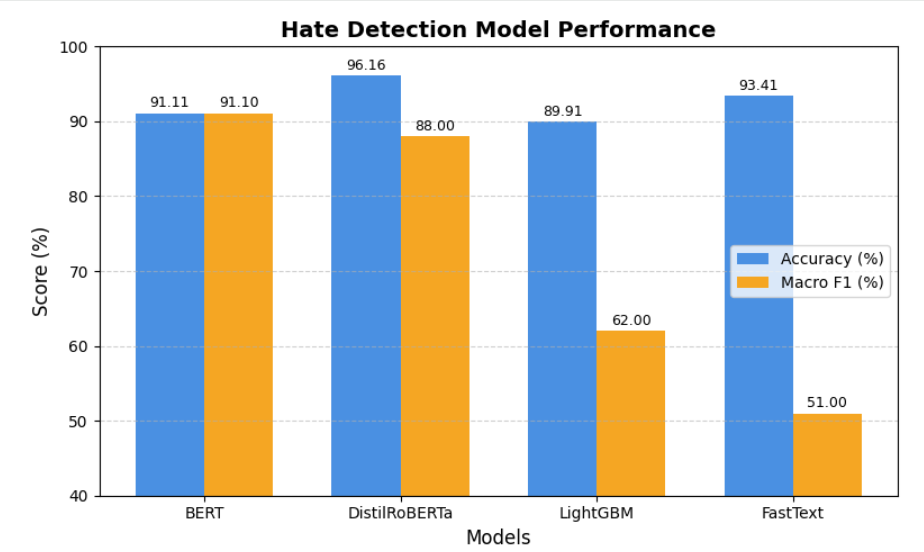 Hate Detection Model Performance
100
90
80
70
60
50
40
Score (%)
91.11 91.10
96.16
88.00
89.91
62.00
93.41
51.00
Accuracy (%)
Macro F1 (%)
BERT DistilRoBERTa LightGBM FastText
Models